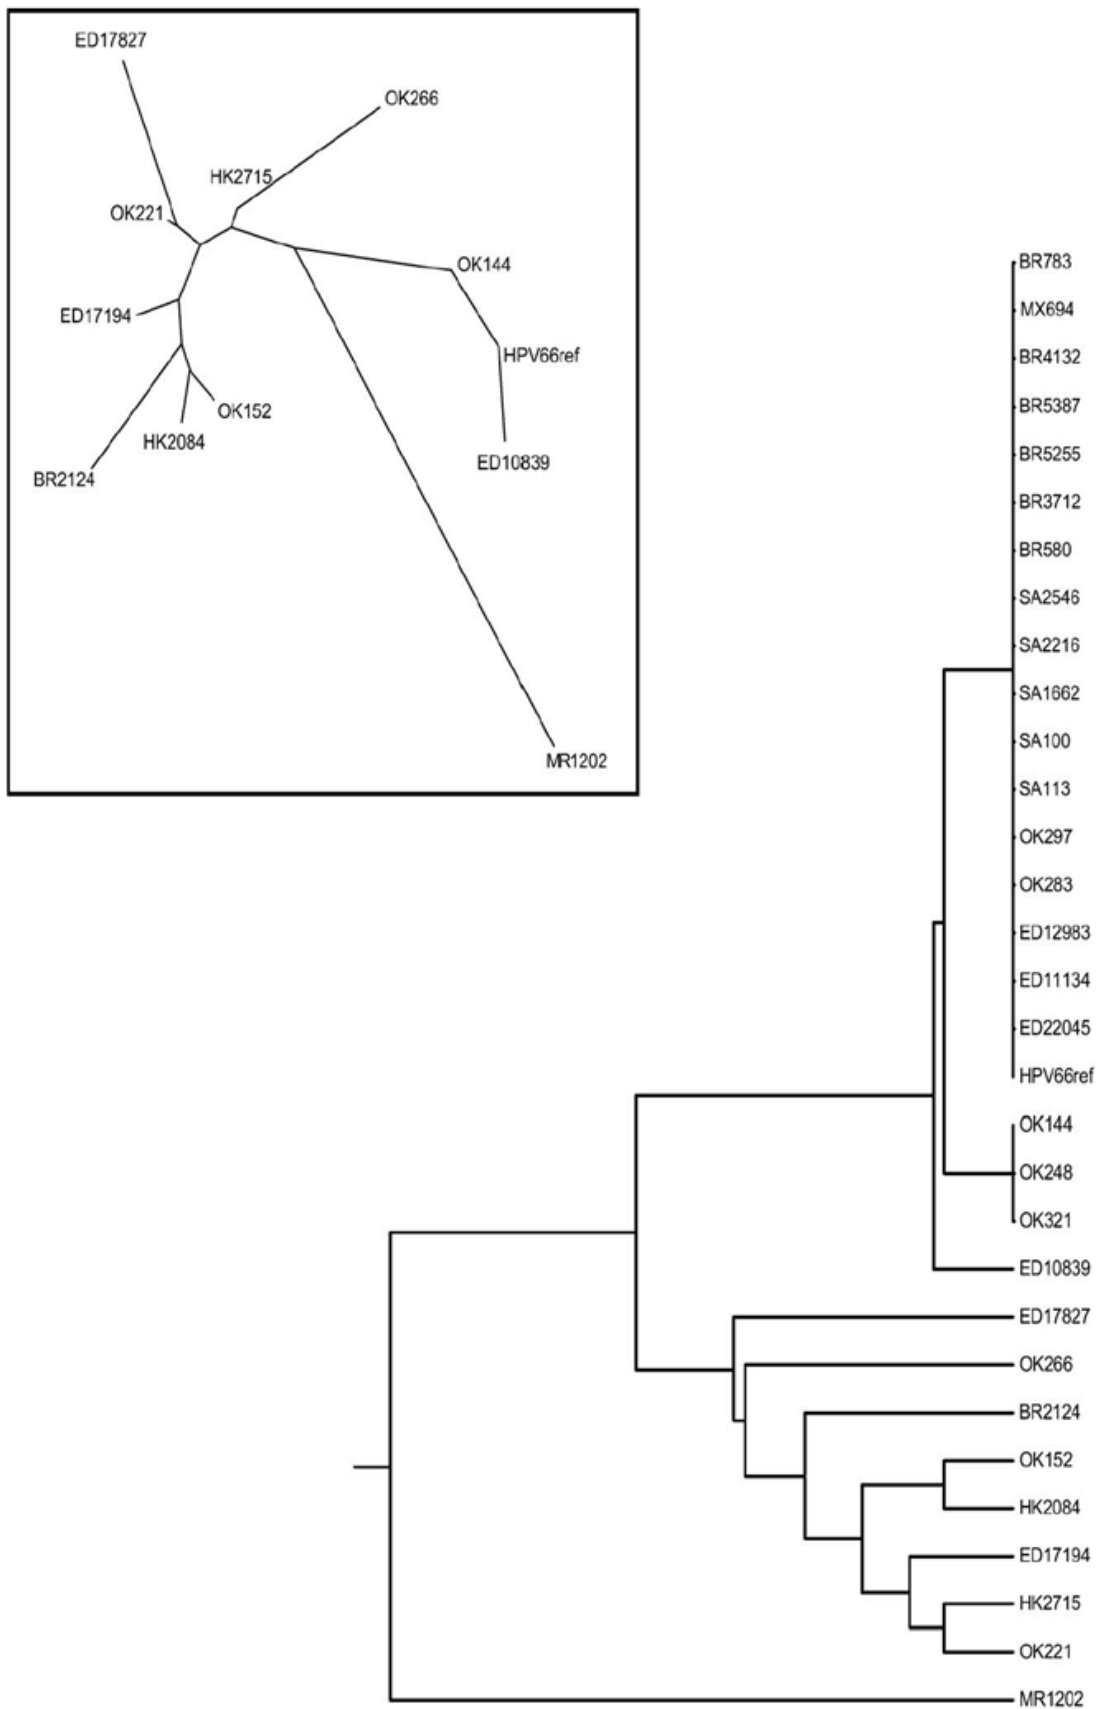 ED17827
OK266
HK2715
OK221
OK144
ED17194
HPV66ref
OK152
HK2084
ED10839
BR2124
MR1202
BR783
MX694
BR4132
BR5387
BR5255
BR3712
BR580
SA2546
SA2216
SA1662
SA100
SA113
OK297
OK283
ED12983
ED11134
ED22045
HPV66ref
OK144
OK248
OK321
ED10839
ED17827
OK266
BR2124
OK152
HK2084
ED17194
HK2715
OK221
MR1202